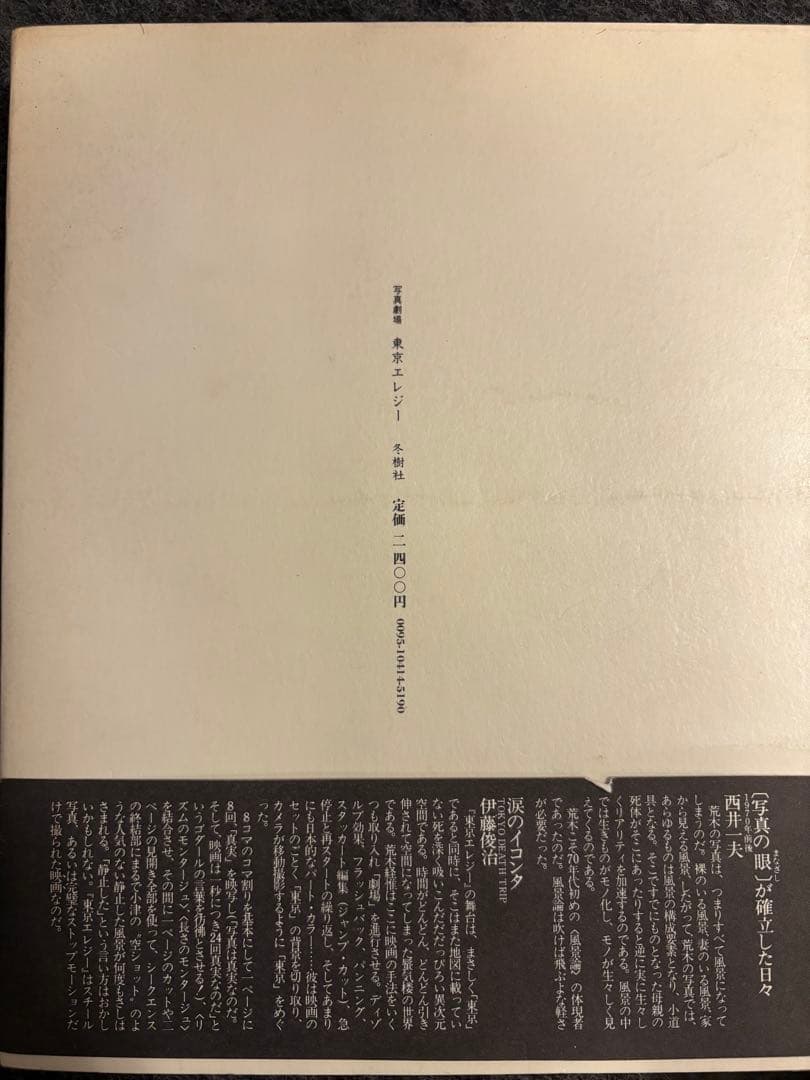 写真劇場 東京エレジー 冬樹社 定価 二四〇〇円 0095-10414-5190
〔写真の眼〕が確立した日々
まなざし
1970年前夜
西井一夫
荒木の写真は、つまりすべて風景になって
しまうのだ。裸のいる風景、妻のいる風景、家
から見える風景。したがって、荒木の写真では、
あらゆるものは風景の構成要素となり、小道
具となる。そこですでにものとなった母親の
死体がそこにあったりすると逆に実に生々し
くリアリティを加速するのである。風景の中
では生きものがモノ化し、モノが生々しく見
えてくるのである。
荒木こそ70年代初めの〈風景論〉の体現者
であったのだ。風景論は吹けば飛ぶよな軽さ
が必要だった。
涙のイコンタ
TOKYO DEATH TRIP
伊藤俊治
「東京エレジー」の舞台は、まさしく「東京」
であると同時に、そこはまた地図に載ってい
ない死を深く吸いこんだだだっぴろい異次元
空間である。時間がどんどん、どんどん引き
伸されて空間になってしまった蜃気楼の世界
である。荒木経惟はここに映画の手法をいく
つも取り入れ「劇場」を進行させる。ディゾ
ルブ効果、フラッシュバック、パンニング、
スタッカート編集(ジャンプ・カット)、急
停止と再スタートの繰り返し、そしてあまり
にも日本的なパート・カラー……彼は映画の
セットのごとく、「東京」の背景を切り取り、
カメラが移動撮影するように「東京」をめぐ
った。
8コマのコマ割りを基本にして一ページに
8回、「真実」を映写し(写真は真実なのだ。
そして、映画は一秒につき24回真実なのだ」と
いうゴダールの言葉を彷彿とさせる!)、〈リ
ズムのモンタージュ〉〈長さのモンタージュ〉
を結合させ、その間に一ページのカットや二
ページの見開き全部を使って、シークエンス
の終結部にまるで小津の〝空ショット〟のよ
うな人気のない静止した風景が何度もさしは
さまれる。「静止した」という言い方はおかし
いかもしれない。「東京エレジー」はスチール
写真、あるいは完璧なストップモーションだ
けで撮られた映画なのだ。